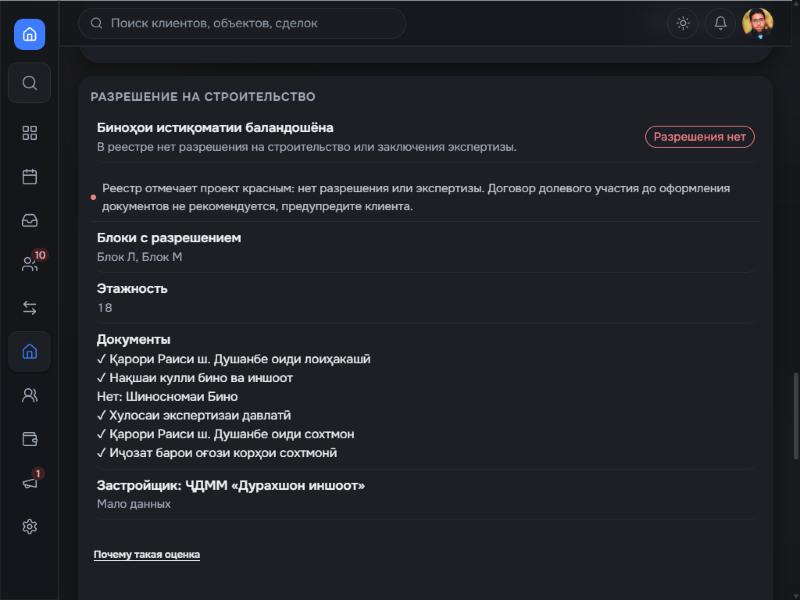 Поиск клиентов, объектов, сделок
РАЗРЕШЕНИЕ НА СТРОИТЕЛЬСТВО
Биноҳои истиқоматии баландошёна
В реестре нет разрешения на строительство или заключения экспертизы.
Разрешения нет
Реестр отмечает проект красным: нет разрешения или экспертизы. Договор долевого участия до оформления
документов не рекомендуется, предупредите клиента.
10
Блоки с разрешением
Блок Л, Блок М
Этажность
18
Документы
✓ Қарори Раиси ш. Душанбе оиди лоиҳакашӣ
✓ Нақшаи кулли бино ва иншоот
Нет: Шиносномаи Бино
✓ Хулосаи экспертизаи давлатӣ
✓ Қарори Раиси ш. Душанбе оиди сохтмон
✓ Иҷозат барои оғози корҳои сохтмонӣ
1
Застройщик: ҶДММ «Дурахшон иншоот»
Мало данных
Почему такая оценка